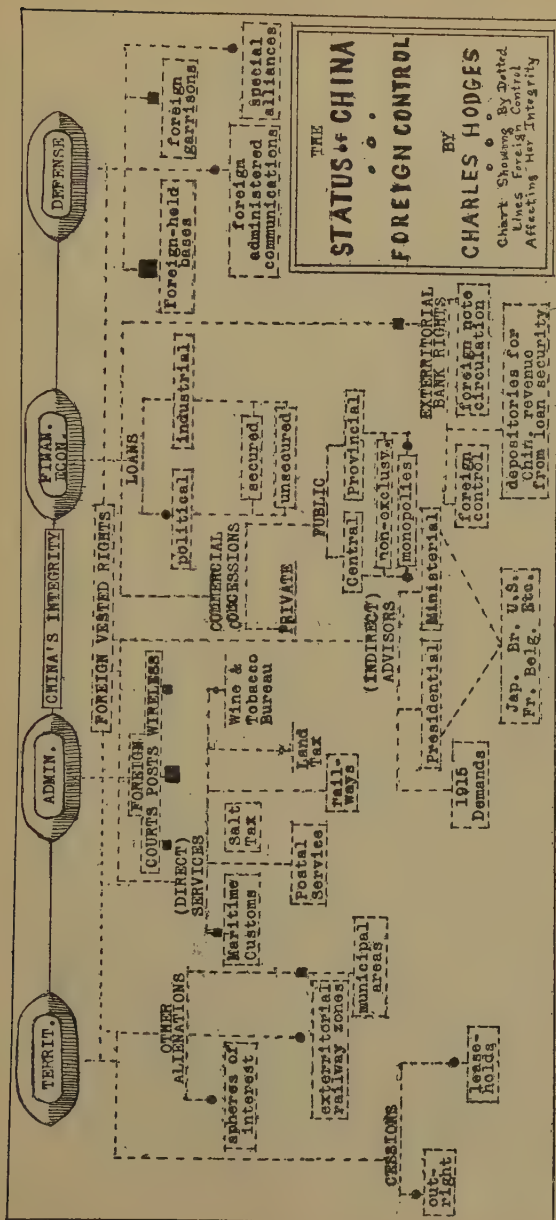 TERRIT.
ADMIN.
CHINA'S INTEGRITY
FINAN.
ECON.
DEFENSE
FOREIGN VESTED RIGHTS
OTHER
ALIENATIONS
spheres of
interest
exterritorial
railway zones
municipal
areas
CESSIONS
out-
right
lease-
holds
FOREIGN
COURTS POSTS WIRELESS
(DIRECT)
SERVICES
Maritime
Customs
Salt
Tax
Wine &
Tobacco
Bureau
Postal
Service
Land
Tax
rail-
ways
(INDIRECT)
ADVISORS
Presidential
Ministerial
1915
Demands
Jap. Br. U.S.
Fr. Belg. Etc.
LOANS
political
industrial
secured
unsecured
COMMERCIAL
CONCESSIONS
PRIVATE
PUBLIC
Central
Provincial
non-exclusv.
monopolies
EXTERRITORIAL
BANK RIGHTS
foreign
control
foreign note
circulation
depositories for
Chin. revenue
from loan security
Foreign-held
bases
foreign
garrisons
foreign
administered
communications
special
alliances
THE
STATUS of CHINA
FOREIGN CONTROL
BY
CHARLES HODGES
Chart Showing By Dotted
Lines Foreign Control
Affecting Her Integrity